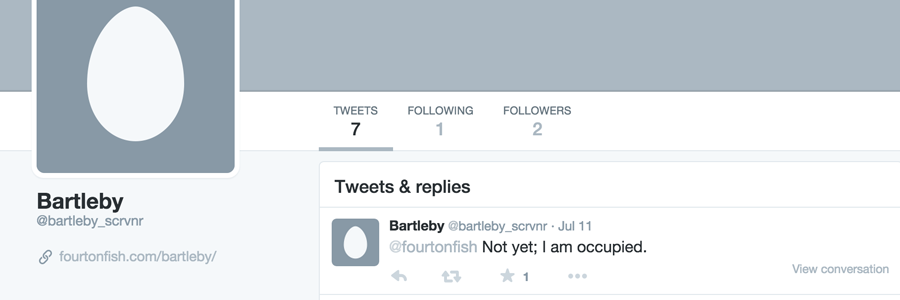 TWEETS FOLLOWING FOLLOWERS
7 1 2
Bartleby
@bartleby_scrvnr
fourtonfish.com/bartleby/
Tweets & replies
Bartleby @bartleby_scrvnr · Jul 11
@fourtonfish Not yet; I am occupied.
1
View conversation